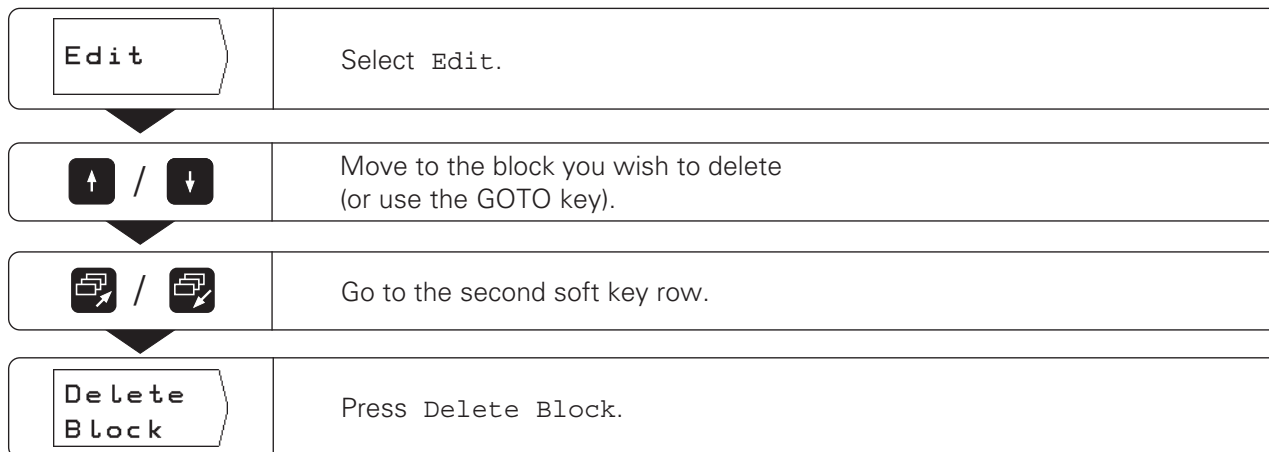 Edit
Select Edit.
/
Move to the block you wish to delete
(or use the GOTO key).
/
Go to the second soft key row.
Delete
Block
Press Delete Block.